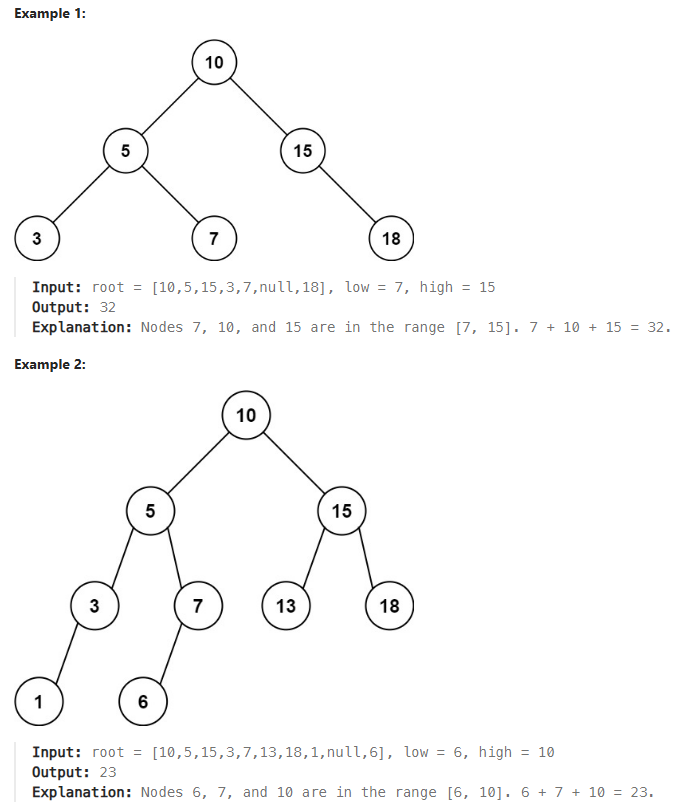 Example 1:
10
5 15
3 7 18
Input: root = [10,5,15,3,7,null,18], low = 7, high = 15
Output: 32
Explanation: Nodes 7, 10, and 15 are in the range [7, 15]. 7 + 10 + 15 = 32.
Example 2:
10
5 15
3 7 13 18
1 6
Input: root = [10,5,15,3,7,13,18,1,null,6], low = 6, high = 10
Output: 23
Explanation: Nodes 6, 7, and 10 are in the range [6, 10]. 6 + 7 + 10 = 23.